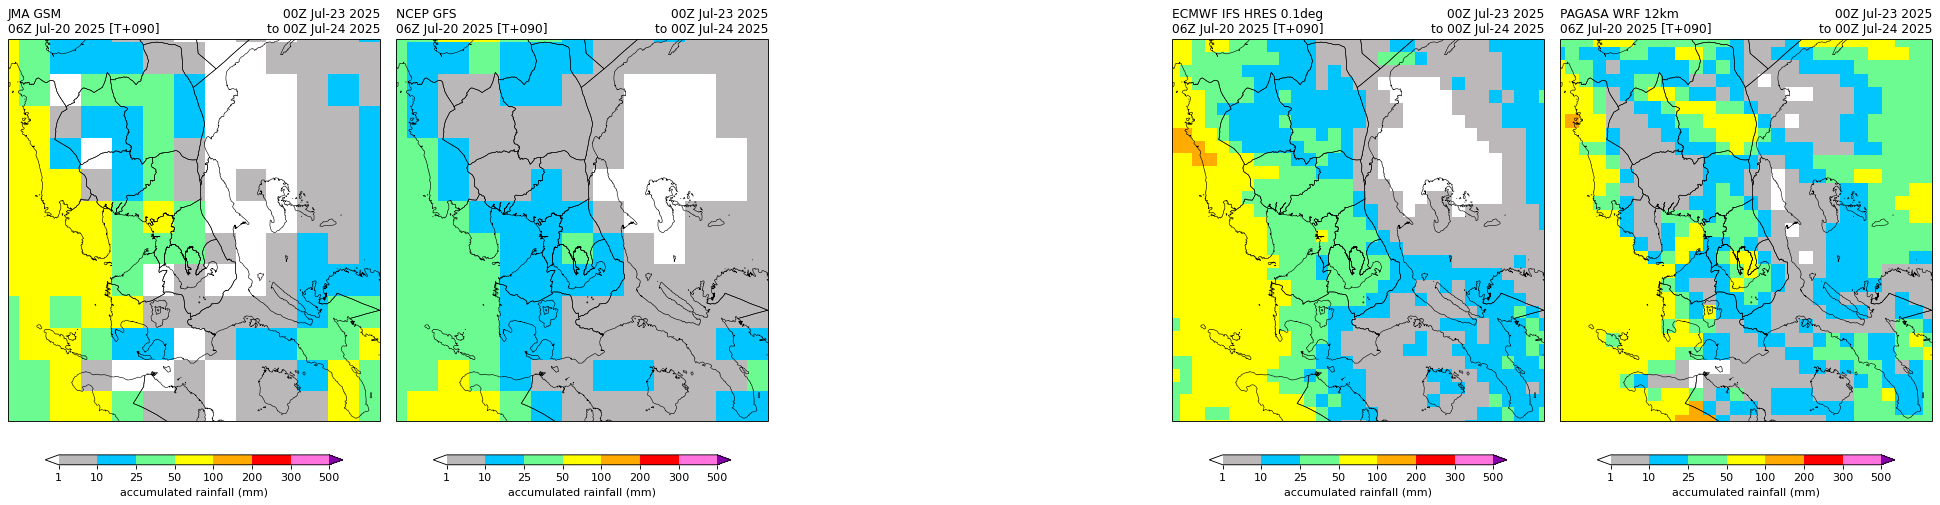 JMA GSM 00Z Jul-23 2025
06Z Jul-20 2025 [T+090] to 00Z Jul-24 2025
1 10 25 50 100 200 300 500
accumulated rainfall (mm)
NCEP GFS 00Z Jul-23 2025
06Z Jul-20 2025 [T+090] to 00Z Jul-24 2025
1 10 25 50 100 200 300 500
accumulated rainfall (mm)
ECMWF IFS HRES 0.1deg 00Z Jul-23 2025
06Z Jul-20 2025 [T+090] to 00Z Jul-24 2025
1 10 25 50 100 200 300 500
accumulated rainfall (mm)
PAGASA WRF 12km 00Z Jul-23 2025
06Z Jul-20 2025 [T+090] to 00Z Jul-24 2025
1 10 25 50 100 200 300 500
accumulated rainfall (mm)